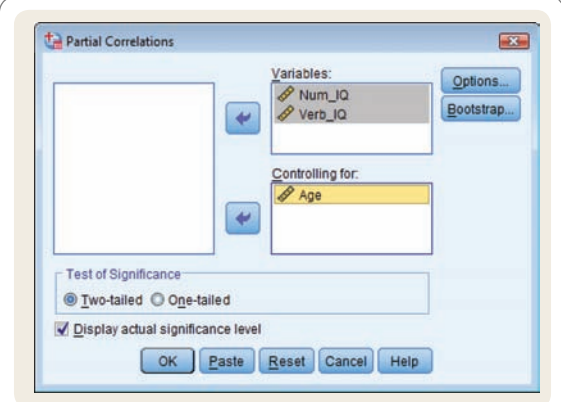 Partial Correlations
Variables:
Num_IQ
Verb_IQ
Options...
Bootstrap...
Controlling for:
Age
Test of Significance
Two-tailed One-tailed
Display actual significance level
OK Paste Reset Cancel Help